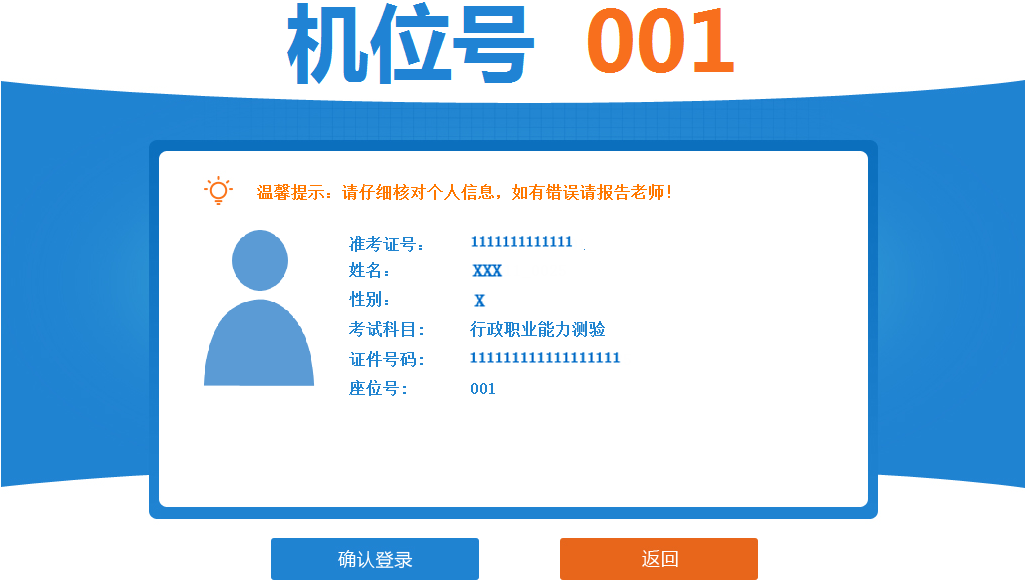 机位号 001
温馨提示：请仔细核对个人信息，如有错误请报告老师！
准考证号： 1111111111111
姓名： XXX
性别： X
考试科目： 行政职业能力测验
证件号码： 111111111111111111
座位号： 001
确认登录 返回